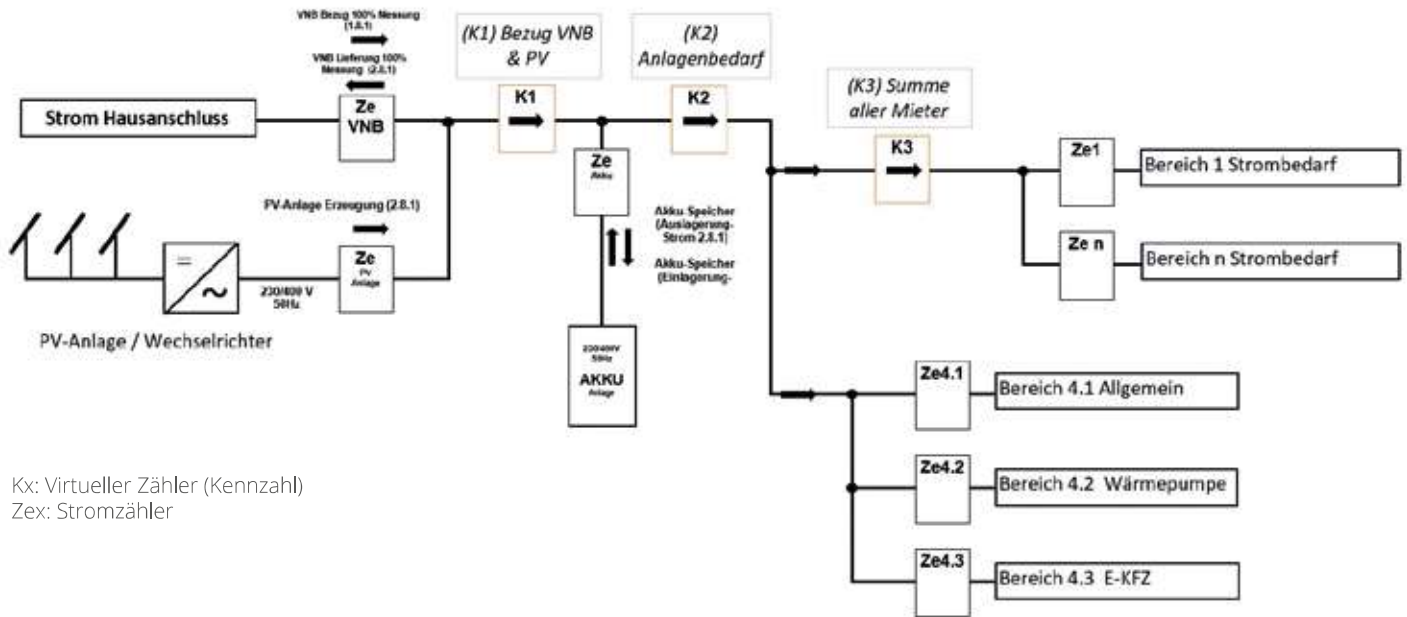 VNB Bezug 100% Messung
(1.8.1)
VNB Lieferung 100%
Messung (2.8.1)
(K1) Bezug VNB
& PV
(K2)
Anlagenbedarf
(K3) Summe
aller Mieter
Strom Hausanschluss
Ze
VNB
K1
K2
K3
Ze1
Bereich 1 Strombedarf
Ze
Akku
PV-Anlage Erzeugung (2.8.1)
Ze
PV
Anlage
Akku-Speicher
(Auslagerung-
Strom 2.8.1)
Akku-Speicher
(Einlagerung-
Ze n
Bereich n Strombedarf
=
~
230/400 V
50Hz
PV-Anlage / Wechselrichter
230/400V
50Hz
AKKU
Anlage
Ze4.1
Bereich 4.1 Allgemein
Ze4.2
Bereich 4.2 Wärmepumpe
Ze4.3
Bereich 4.3 E-KFZ
Kx: Virtueller Zähler (Kennzahl)
Zex: Stromzähler